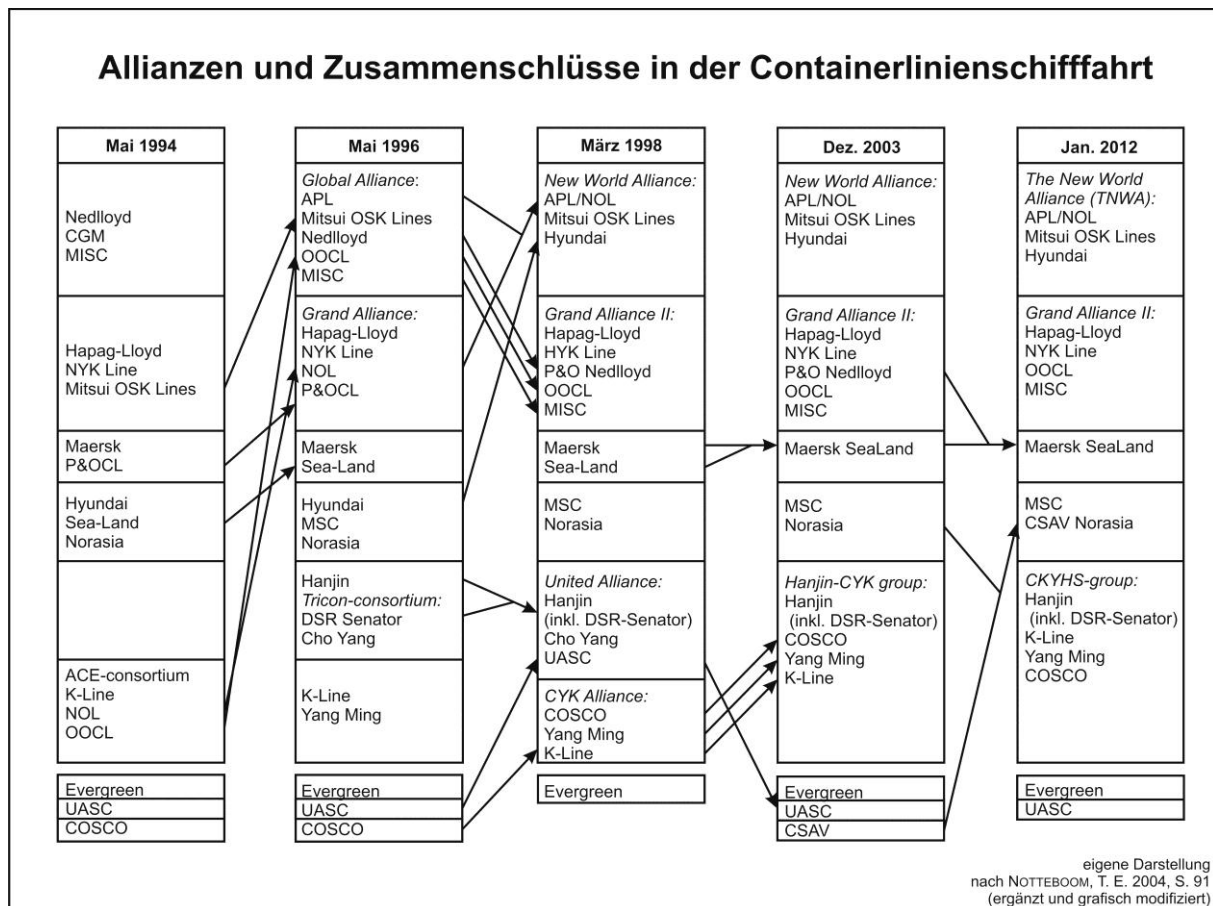 Allianzen und Zusammenschlüsse in der Containerlinienschifffahrt
Mai 1994
Nedlloyd
CGM
MISC
Hapag-Lloyd
NYK Line
Mitsui OSK Lines
Maersk
P&OCL
Hyundai
Sea-Land
Norasia
ACE-consortium
K-Line
NOL
OOCL
Evergreen
UASC
COSCO
Mai 1996
Global Alliance:
APL
Mitsui OSK Lines
Nedlloyd
OOCL
MISC
Grand Alliance:
Hapag-Lloyd
NYK Line
NOL
P&OCL
Maersk
Sea-Land
Hyundai
MSC
Norasia
Hanjin
Tricon-consortium:
DSR Senator
Cho Yang
K-Line
Yang Ming
Evergreen
UASC
COSCO
März 1998
New World Alliance:
APL/NOL
Mitsui OSK Lines
Hyundai
Grand Alliance II:
Hapag-Lloyd
HYK Line
P&O Nedlloyd
OOCL
MISC
Maersk
Sea-Land
MSC
Norasia
United Alliance:
Hanjin
(inkl. DSR-Senator)
Cho Yang
UASC
CYK Alliance:
COSCO
Yang Ming
K-Line
Evergreen
Dez. 2003
New World Alliance:
APL/NOL
Mitsui OSK Lines
Hyundai
Grand Alliance II:
Hapag-Lloyd
NYK Line
P&O Nedlloyd
OOCL
MISC
Maersk SeaLand
MSC
Norasia
Hanjin-CYK group:
Hanjin
(inkl. DSR-Senator)
COSCO
Yang Ming
K-Line
Evergreen
UASC
CSAV
Jan. 2012
The New World
Alliance (TNWA):
APL/NOL
Mitsui OSK Lines
Hyundai
Grand Alliance II:
Hapag-Lloyd
NYK Line
OOCL
MISC
Maersk SeaLand
MSC
CSAV Norasia
CKYHS-group:
Hanjin
(inkl. DSR-Senator)
K-Line
Yang Ming
COSCO
Evergreen
UASC
eigene Darstellung
nach NOTTEBOOM, T. E. 2004, S. 91
(ergänzt und grafisch modifiziert)